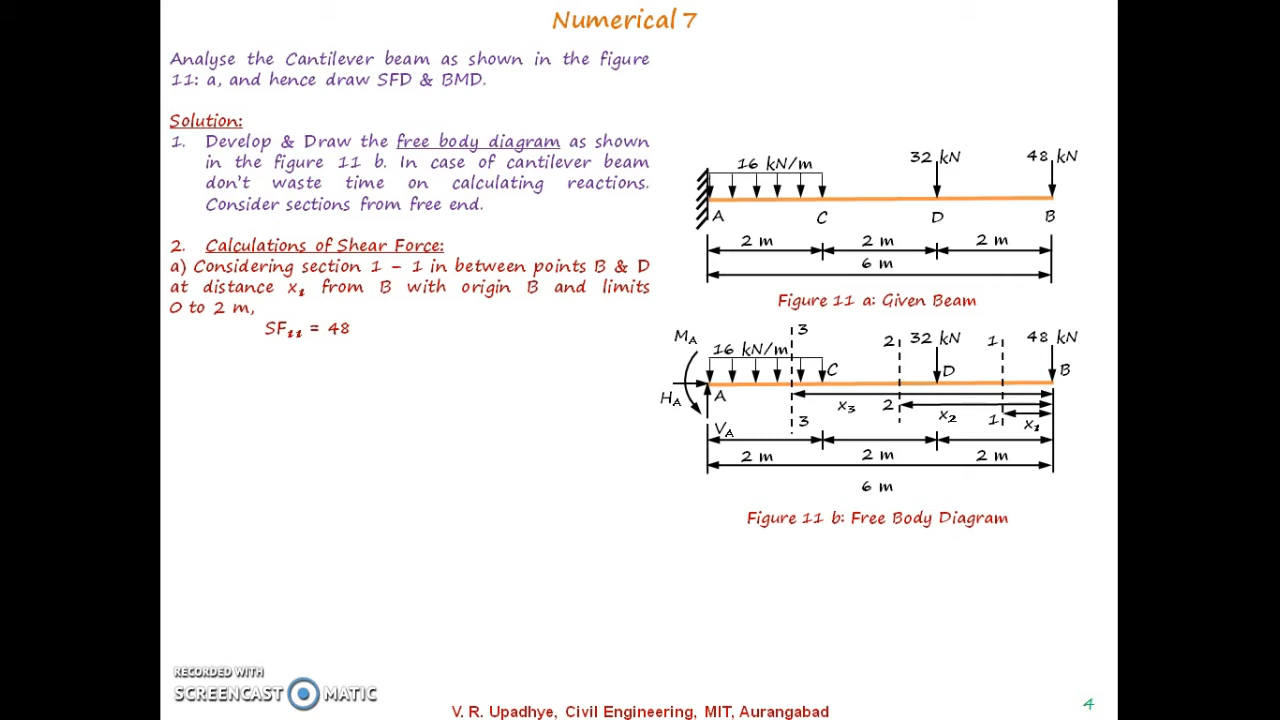 Numerical 7
Analyse the Cantilever beam as shown in the figure
11: a, and hence draw SFD & BMD.
Solution:
1. Develop & Draw the free body diagram as shown
in the figure 11 b. In case of cantilever beam
don't waste time on calculating reactions.
Consider sections from free end.
2. Calculations of Shear Force:
a) Considering section 1 – 1 in between points B & D
at distance x₁ from B with origin B and limits
0 to 2 m,
SF₁₁ = 48
16 kN/m 32 kN 48 kN
A C D B
2 m 2 m 2 m
6 m
Figure 11 a: Given Beam
3
M_A 16 kN/m 2 32 kN 1 48 kN
C D B
H_A A
x₃ 2 x₂ 1 x₁
V_A 3
2 m 2 m 2 m
6 m
Figure 11 b: Free Body Diagram
RECORDED WITH
SCREENCAST MATIC
V. R. Upadhye, Civil Engineering, MIT, Aurangabad
4